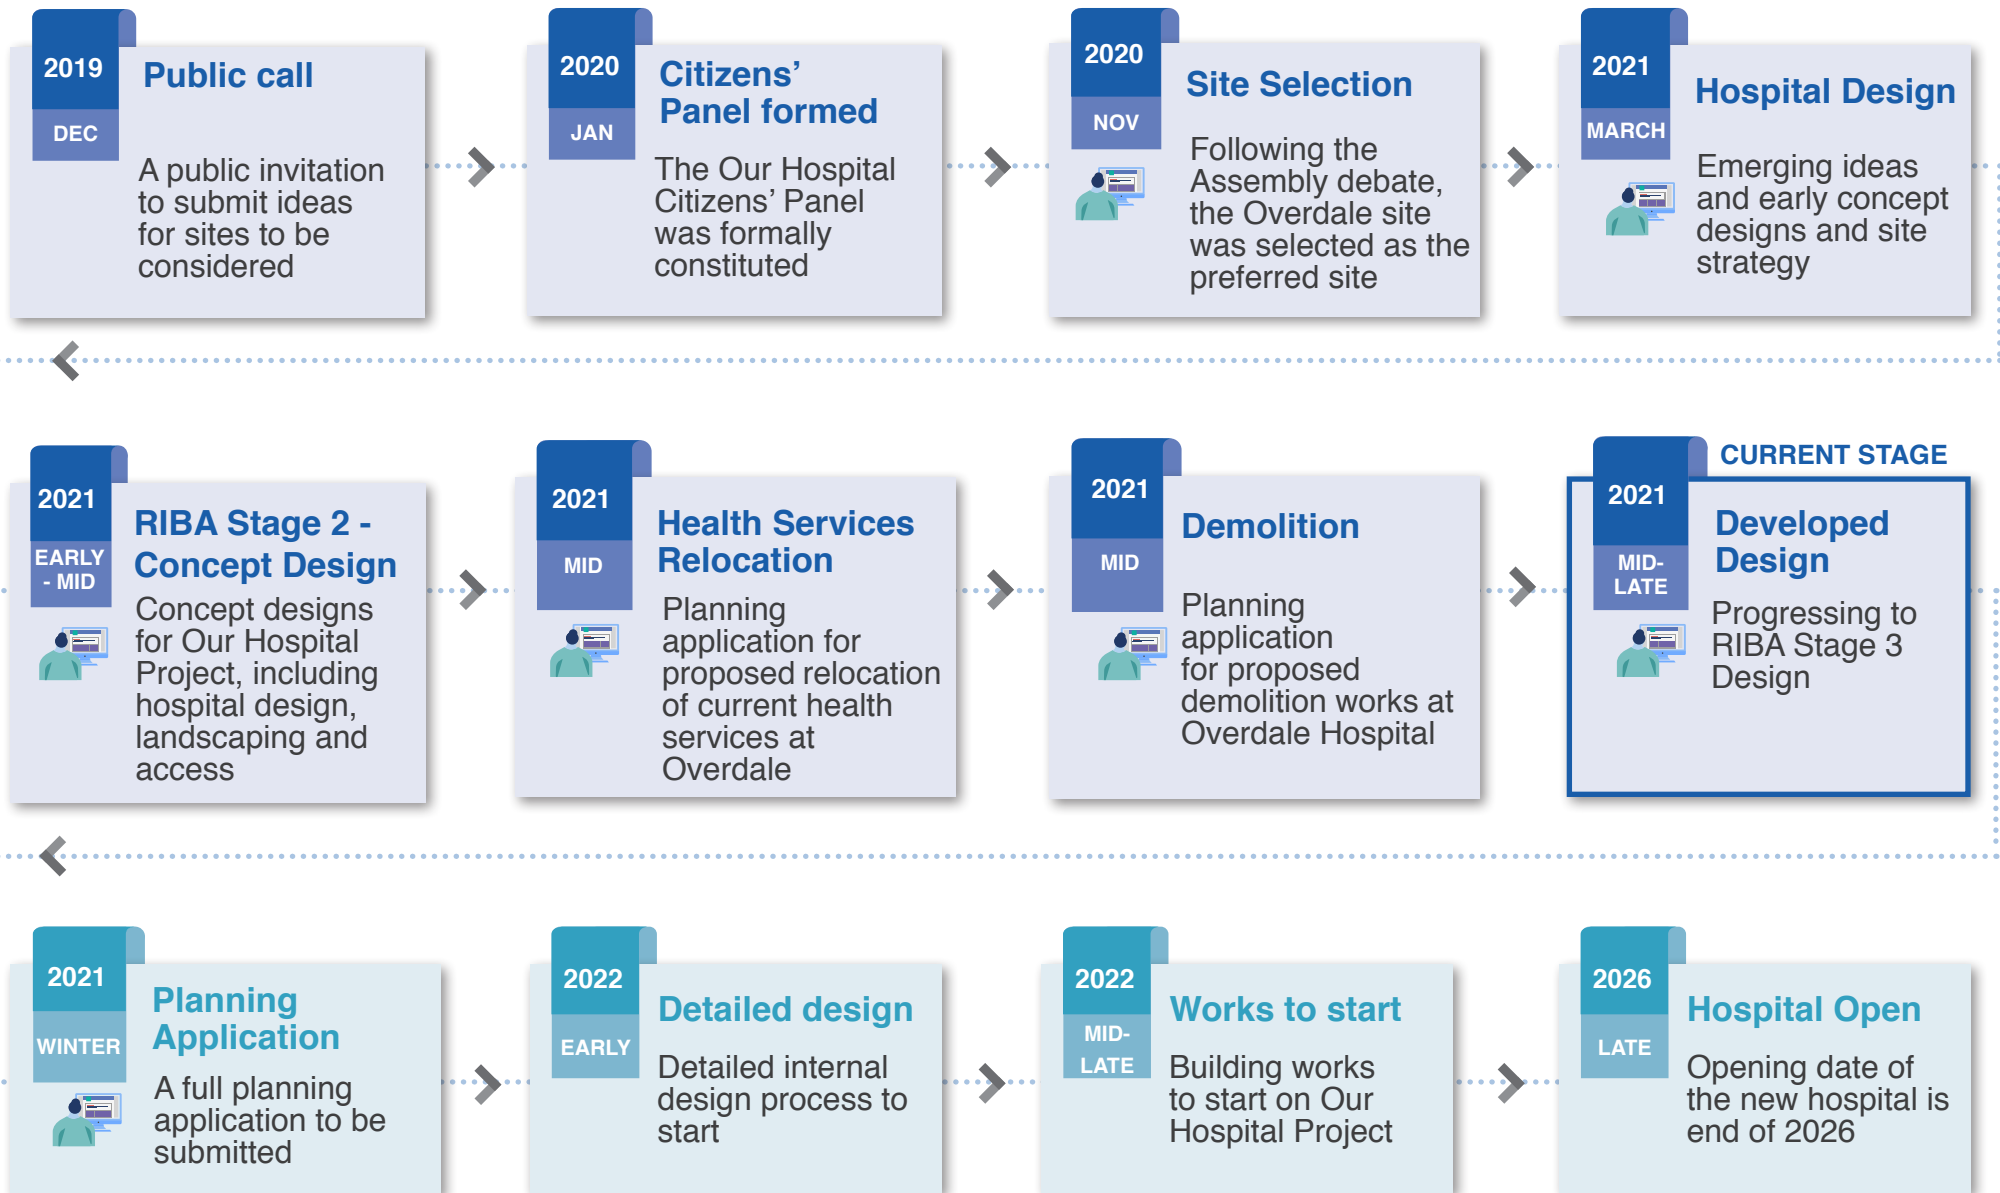 2019
DEC
Public call
A public invitation
to submit ideas
for sites to be
considered
2020
JAN
Citizens’
Panel formed
The Our Hospital
Citizens’ Panel
was formally
constituted
2020
NOV
Site Selection
Following the
Assembly debate,
the Overdale site
was selected as the
preferred site
2021
MARCH
Hospital Design
Emerging ideas
and early concept
designs and site
strategy
2021
EARLY
- MID
RIBA Stage 2 -
Concept Design
Concept designs
for Our Hospital
Project, including
hospital design,
landscaping and
access
2021
MID
Health Services
Relocation
Planning
application for
proposed relocation
of current health
services at
Overdale
2021
MID
Demolition
Planning
application
for proposed
demolition works at
Overdale Hospital
CURRENT STAGE
2021
MID-
LATE
Developed
Design
Progressing to
RIBA Stage 3
Design
2021
WINTER
Planning
Application
A full planning
application to be
submitted
2022
EARLY
Detailed design
Detailed internal
design process to
start
2022
MID-
LATE
Works to start
Building works
to start on Our
Hospital Project
2026
LATE
Hospital Open
Opening date of
the new hospital is
end of 2026